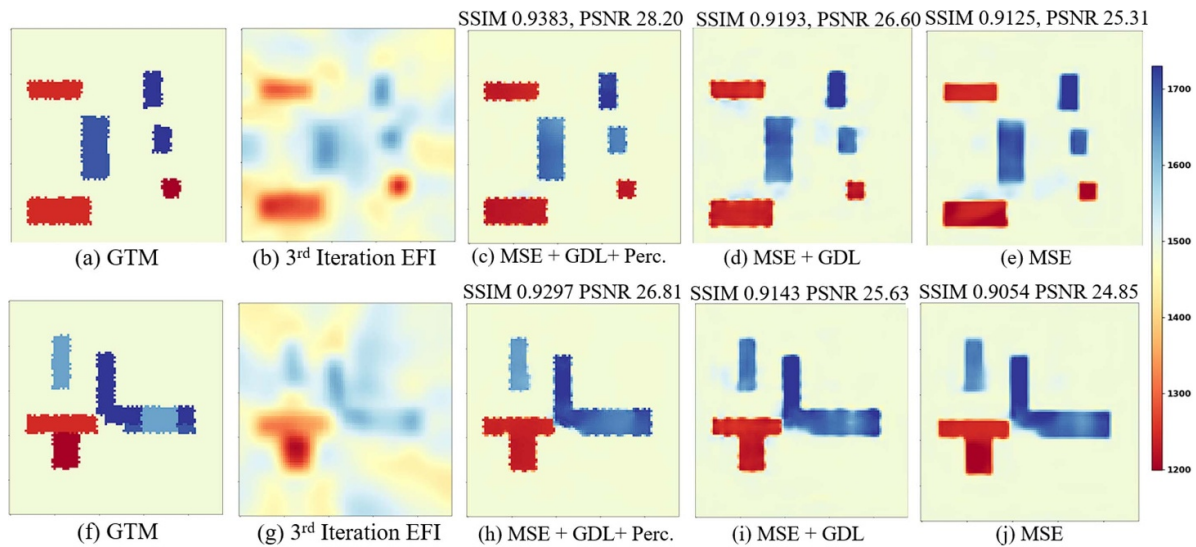 SSIM 0.9383, PSNR 28.20
SSIM 0.9193, PSNR 26.60
SSIM 0.9125, PSNR 25.31
(a) GTM
(b) 3rd Iteration EFI
(c) MSE + GDL+ Perc.
(d) MSE + GDL
(e) MSE
SSIM 0.9297 PSNR 26.81
SSIM 0.9143 PSNR 25.63
SSIM 0.9054 PSNR 24.85
(f) GTM
(g) 3rd Iteration EFI
(h) MSE + GDL+ Perc.
(i) MSE + GDL
(j) MSE
1700
1600
1500
1400
1300
1200